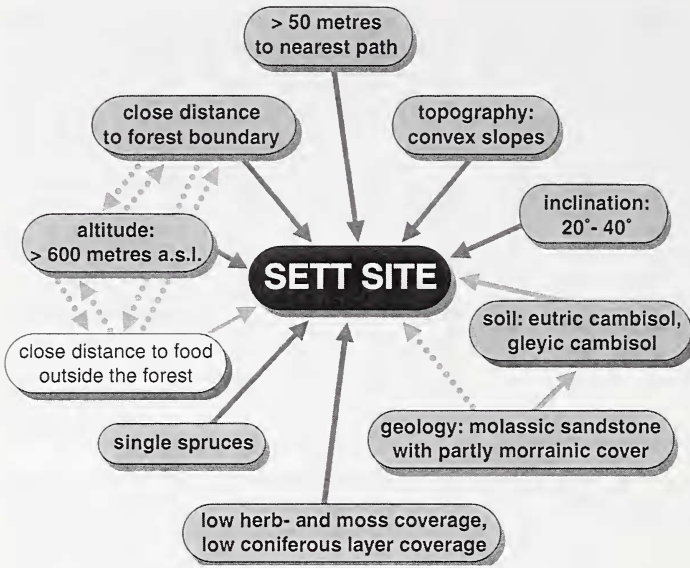 > 50 metres
to nearest path
close distance
to forest boundary
topography:
convex slopes
altitude:
> 600 metres a.s.l.
inclination:
20°- 40°
SETT SITE
soil: eutric cambisol,
gleyic cambisol
close distance to food
outside the forest
single spruces
geology: molassic sandstone
with partly morrainic cover
low herb- and moss coverage,
low coniferous layer coverage